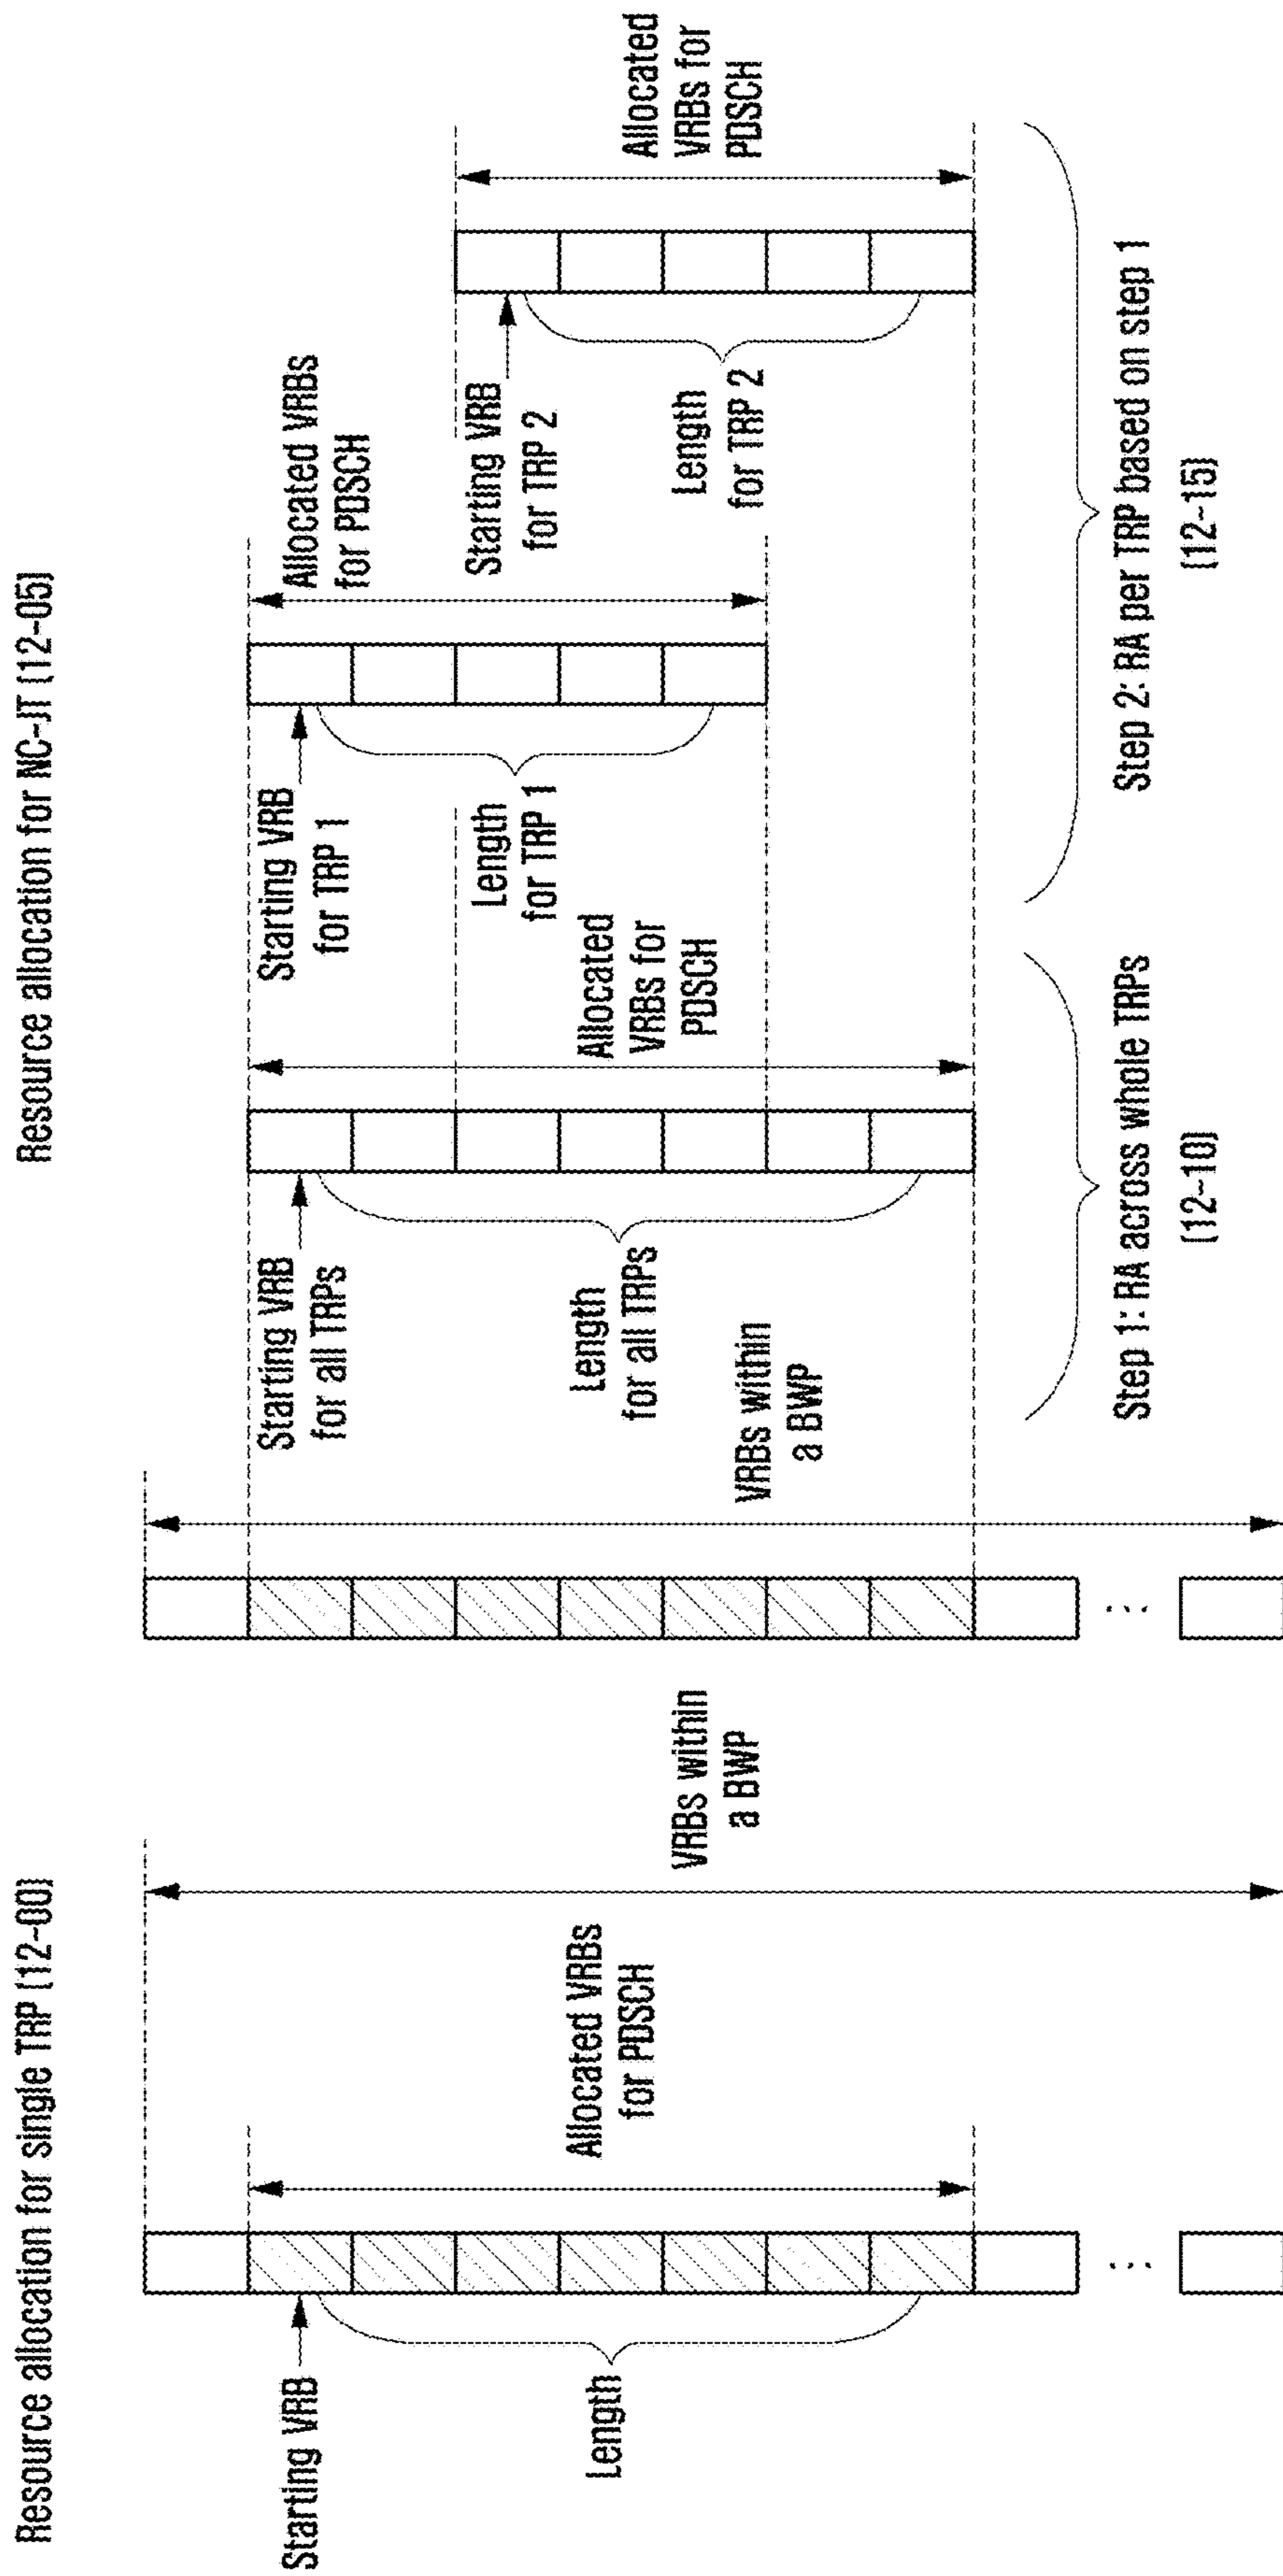 Resource allocation for single TRP [12-00]
Starting VRB
Length
Allocated VRBs
for PDSCH
VRBs within
a BWP
Resource allocation for NC-JT [12-05]
VRBs within
a BWP
Starting VRB
for all TRPs
Length
for all TRPs
Allocated
VRBs for
PDSCH
Starting VRB
for TRP 1
Length
for TRP 1
Allocated VRBs
for PDSCH
Starting VRB
for TRP 2
Length
for TRP 2
Allocated
VRBs for
PDSCH
Step 1: RA across whole TRPs
[12-10]
Step 2: RA per TRP based on step 1
[12-15]